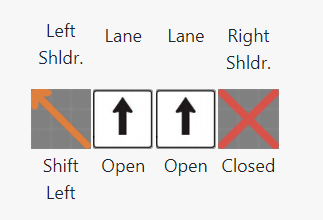 Left Lane Lane Right
Shldr. Shldr.
Shift Open Open Closed
Left